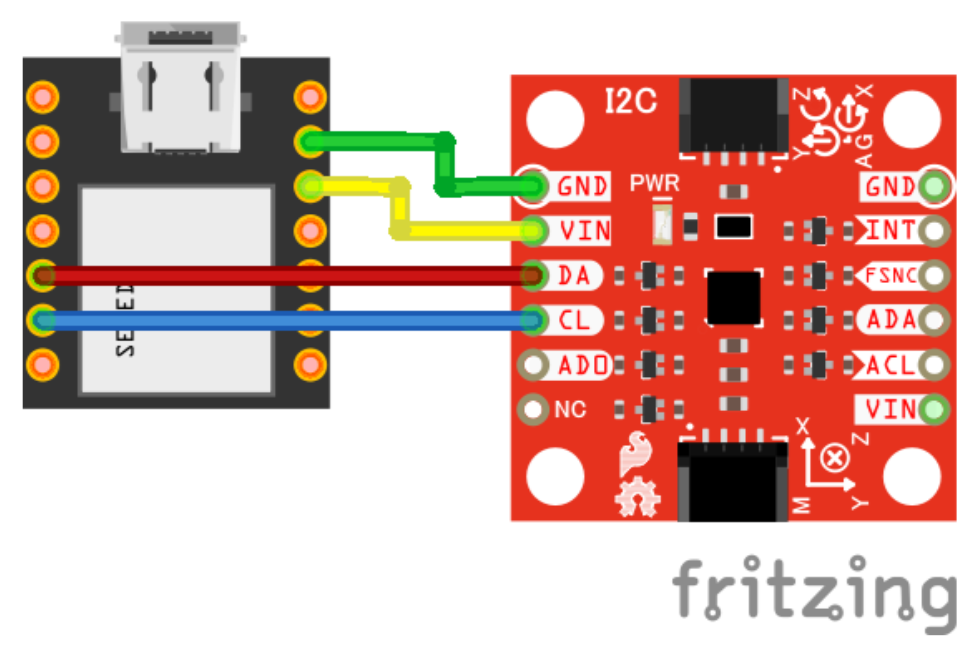 I2C
Z X
Y AG
GND PWR GND
VIN INT
DA FSNC
CL ADA
SEEED
ADO ACL
NC VIN
X Z
M Y
fritzing